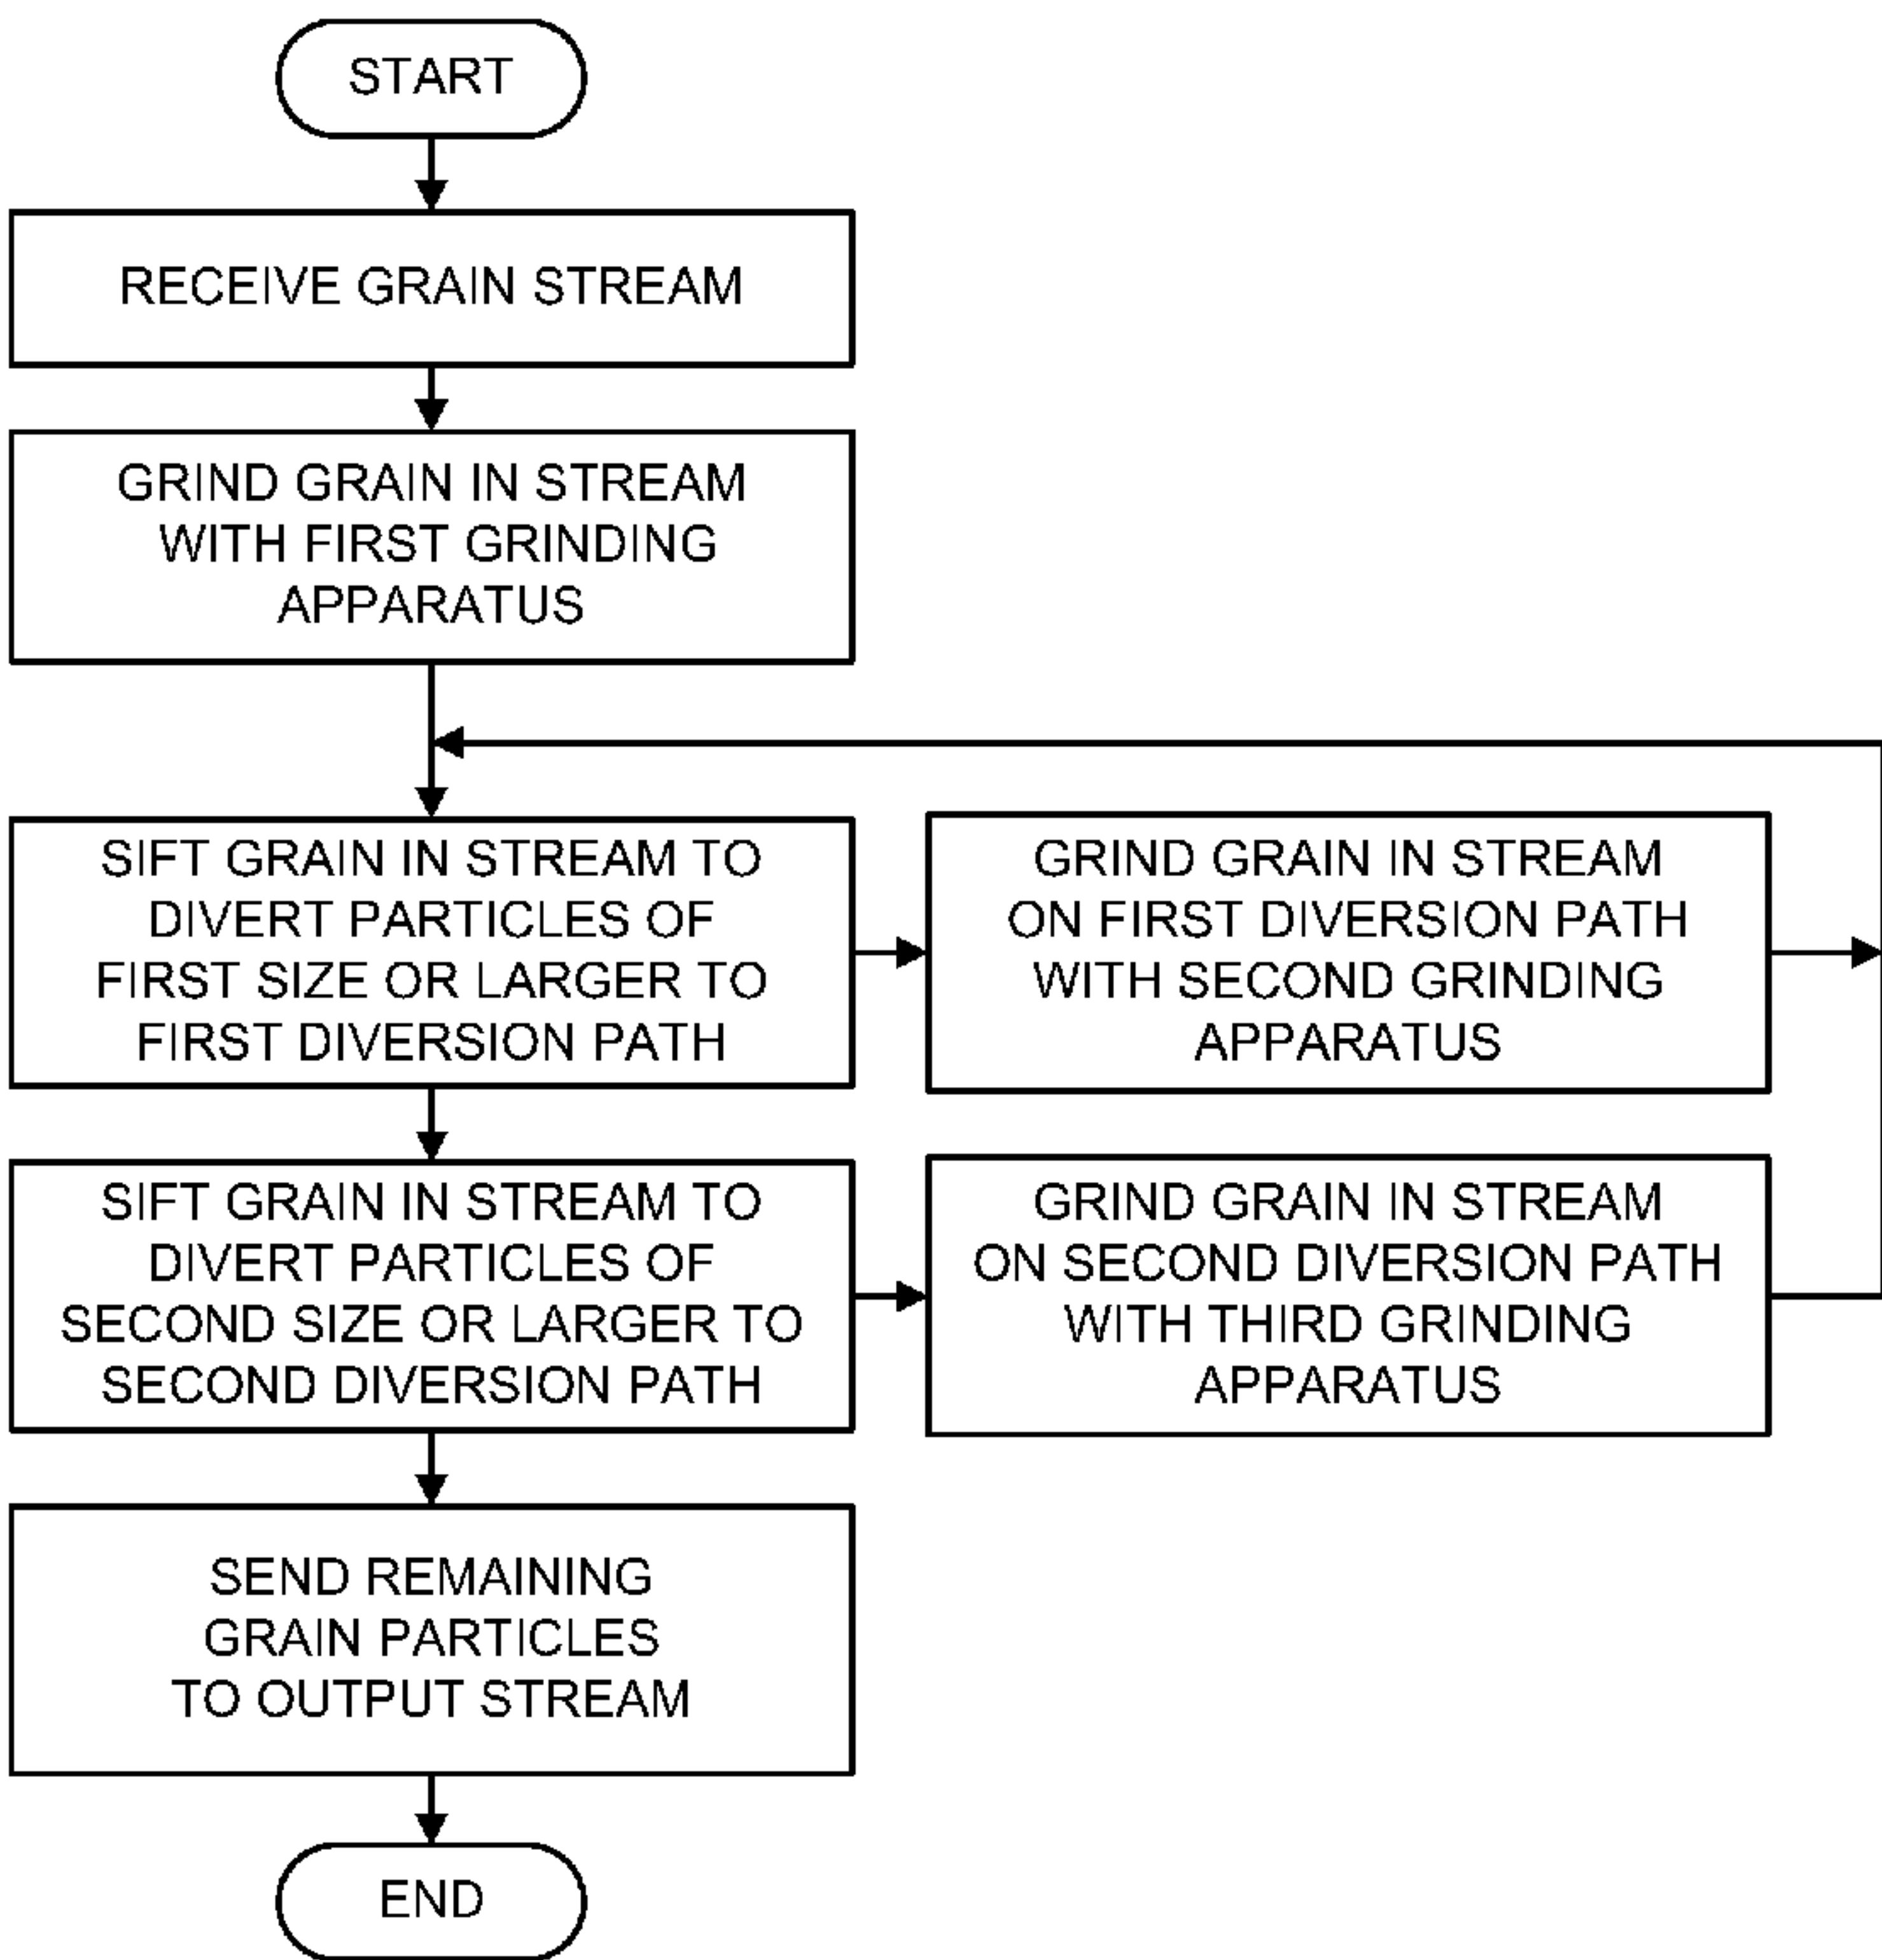 START
RECEIVE GRAIN STREAM
GRIND GRAIN IN STREAM
WITH FIRST GRINDING
APPARATUS
SIFT GRAIN IN STREAM TO
DIVERT PARTICLES OF
FIRST SIZE OR LARGER TO
FIRST DIVERSION PATH
GRIND GRAIN IN STREAM
ON FIRST DIVERSION PATH
WITH SECOND GRINDING
APPARATUS
SIFT GRAIN IN STREAM TO
DIVERT PARTICLES OF
SECOND SIZE OR LARGER TO
SECOND DIVERSION PATH
GRIND GRAIN IN STREAM
ON SECOND DIVERSION PATH
WITH THIRD GRINDING
APPARATUS
SEND REMAINING
GRAIN PARTICLES
TO OUTPUT STREAM
END